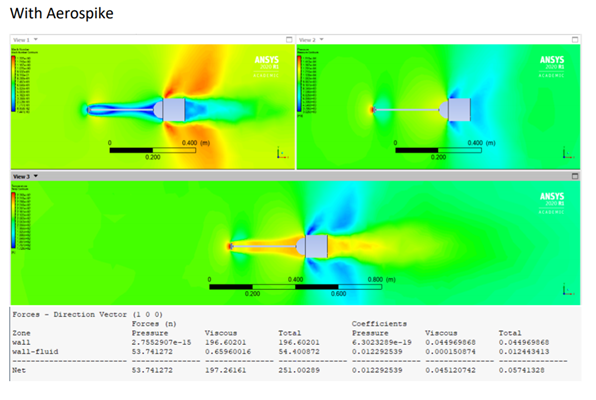 With Aerospike
View 1
View 2
ANSYS
2020 R1
ACADEMIC
ANSYS
2020 R1
ACADEMIC
0 0.400 (m)
0.200
0 0.400 (m)
0.200
View 3
ANSYS
2020 R1
ACADEMIC
0 0.400 0.800 (m)
0.200 0.600
Forces - Direction Vector (1 0 0)
Forces (n) Coefficients
Zone Pressure Viscous Total Pressure Viscous Total
wall 2.7552907e-15 196.60201 196.60201 6.3023289e-19 0.044969868 0.044969868
wall-fluid 53.741272 0.65960016 54.400872 0.012292539 0.000150874 0.012443413
Net 53.741272 197.26161 251.00289 0.012292539 0.045120742 0.05741328